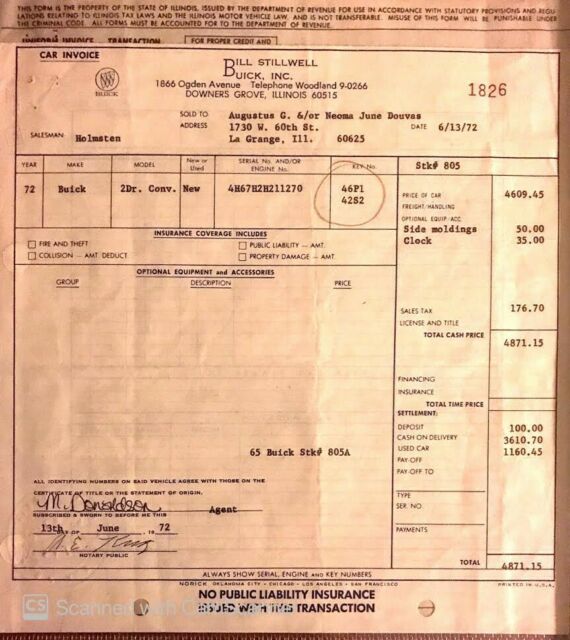 THIS FORM IS THE PROPERTY OF THE STATE OF ILLINOIS, ISSUED BY THE DEPARTMENT OF REVENUE FOR USE IN ACCORDANCE WITH STATUTORY PROVISIONS AND REGU-
LATIONS RELATING TO ILLINOIS TAX LAWS AND THE ILLINOIS MOTOR VEHICLE LAW, AND IS NOT TRANSFERABLE. MISUSE OF THIS FORM WILL BE PUNISHABLE UNDER
THE CRIMINAL CODE. ALL FORMS MUST BE ACCOUNTED FOR TO THE DEPARTMENT OF REVENUE.
UNIFORM INVOICE TRANSACTION FOR PROPER CREDIT AND
CAR INVOICE
BUICK
BILL STILLWELL
BUICK, INC.
1866 Ogden Avenue Telephone Woodland 9-0266
DOWNERS GROVE, ILLINOIS 60515
1826
SOLD TO Augustus G. &/or Neoma June Douvas
ADDRESS 1730 W. 60th St. DATE 6/13/72
SALESMAN: Holmsten La Grange, Ill. 60625
YEAR MAKE MODEL New or Used SERIAL No. AND/OR ENGINE No. KEY No. Stk# 805
72 Buick 2Dr. Conv. New 4H67H2H211270 46P1
42S2
PRICE OF CAR 4609.45
FREIGHT/HANDLING
OPTIONAL EQUIP/ACC
Side moldings 50.00
Clock 35.00
INSURANCE COVERAGE INCLUDES
FIRE AND THEFT PUBLIC LIABILITY — AMT.
COLLISION — AMT DEDUCT. PROPERTY DAMAGE — AMT.
OPTIONAL EQUIPMENT and ACCESSORIES
GROUP DESCRIPTION PRICE
SALES TAX 176.70
LICENSE AND TITLE
TOTAL CASH PRICE 4871.15
FINANCING
INSURANCE
TOTAL TIME PRICE
SETTLEMENT:
DEPOSIT 100.00
CASH ON DELIVERY 3610.70
USED CAR 1160.45
65 Buick Stk# 805A
PAY-OFF
PAY-OFF TO
TYPE
SER. NO.
PAYMENTS
TOTAL 4871.15
ALL IDENTIFYING NUMBERS ON SAID VEHICLE AGREE WITH THOSE ON THE
CERTIFICATE OF TITLE OR THE STATEMENT OF ORIGIN.
M. Donaldson Agent
SUBSCRIBED & SWORN TO BEFORE ME THIS
13th DAY OF June , 19 72
NOTARY PUBLIC
ALWAYS SHOW SERIAL, ENGINE AND KEY NUMBERS
NORICK, OKLAHOMA CITY - CHICAGO - LOS ANGELES - SAN FRANCISCO PRINTED IN U.S.A.
NO PUBLIC LIABILITY INSURANCE
ISSUED WITH THIS TRANSACTION
CS Scanned with